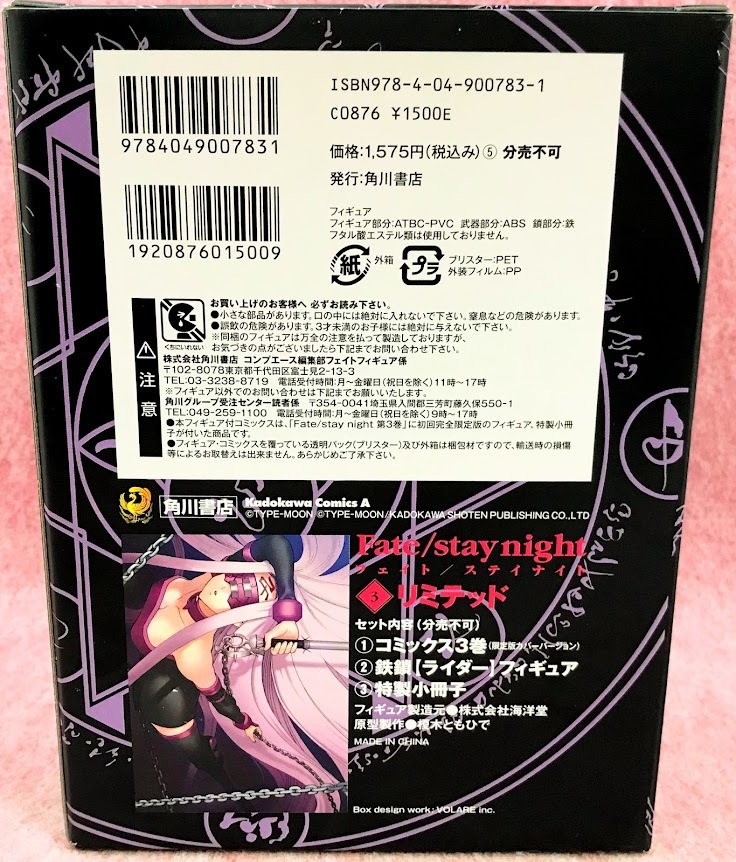 ISBN978-4-04-900783-1
C0876 ¥1500E
9784049007831
価格:1,575円(税込み)⑤ 分売不可
発行:角川書店
1920876015009
フィギュア
フィギュア部分:ATBC-PVC 武器部分:ABS 鎖部分:鉄
フタル酸エステル類は使用しておりません。
紙 外箱 プラ ブリスター:PET
外装フィルム:PP
くちにいれない
注意
お買い上げのお客様へ 必ずお読み下さい。
●小さな部品があります。口の中には絶対に入れないで下さい。窒息などの危険があります。
●誤飲の危険があります。3才未満のお子様には絶対に与えないで下さい。
※同梱のフィギュアは万全の注意を払って製造しておりますが、
お気づきの点がございましたら下記までお問い合わせ下さい。
株式会社角川書店 コンプエース編集部フェイトフィギュア係
〒102-8078東京都千代田区富士見2-13-3
TEL:03-3238-8719 電話受付時間:月~金曜日(祝日を除く)11時~17時
※フィギュア以外でのお問い合わせは下記までお願いいたします。
角川グループ受注センター読者係 〒354-0041埼玉県入間郡三芳町藤久保550-1
TEL:049-259-1100 電話受付時間:月~金曜日(祝日を除く)9時~17時
●本フィギュア付コミックスは、「Fate/stay night 第3巻」に初回完全限定版のフィギュア、特製小冊
子が付いた商品です。
●フィギュア・コミックスを覆っている透明パック(ブリスター)及び外箱は梱包材ですので、輸送時の損傷
等によるお取替えは出来ません。あらかじめご了承下さい。
角川書店 Kadokawa Comics A
©TYPE-MOON ©TYPE-MOON/KADOKAWA SHOTEN PUBLISHING CO.,LTD
Fate/stay night
フェイト/ステイナイト
3 リミテッド
セット内容(分売不可)
①コミックス3巻(限定版カバーバージョン)
②鉄鎖【ライダー】フィギュア
③特製小冊子
フィギュア製造元●株式会社海洋堂
原型製作●榎木ともひで
MADE IN CHINA
Box design work: VOLARE inc.